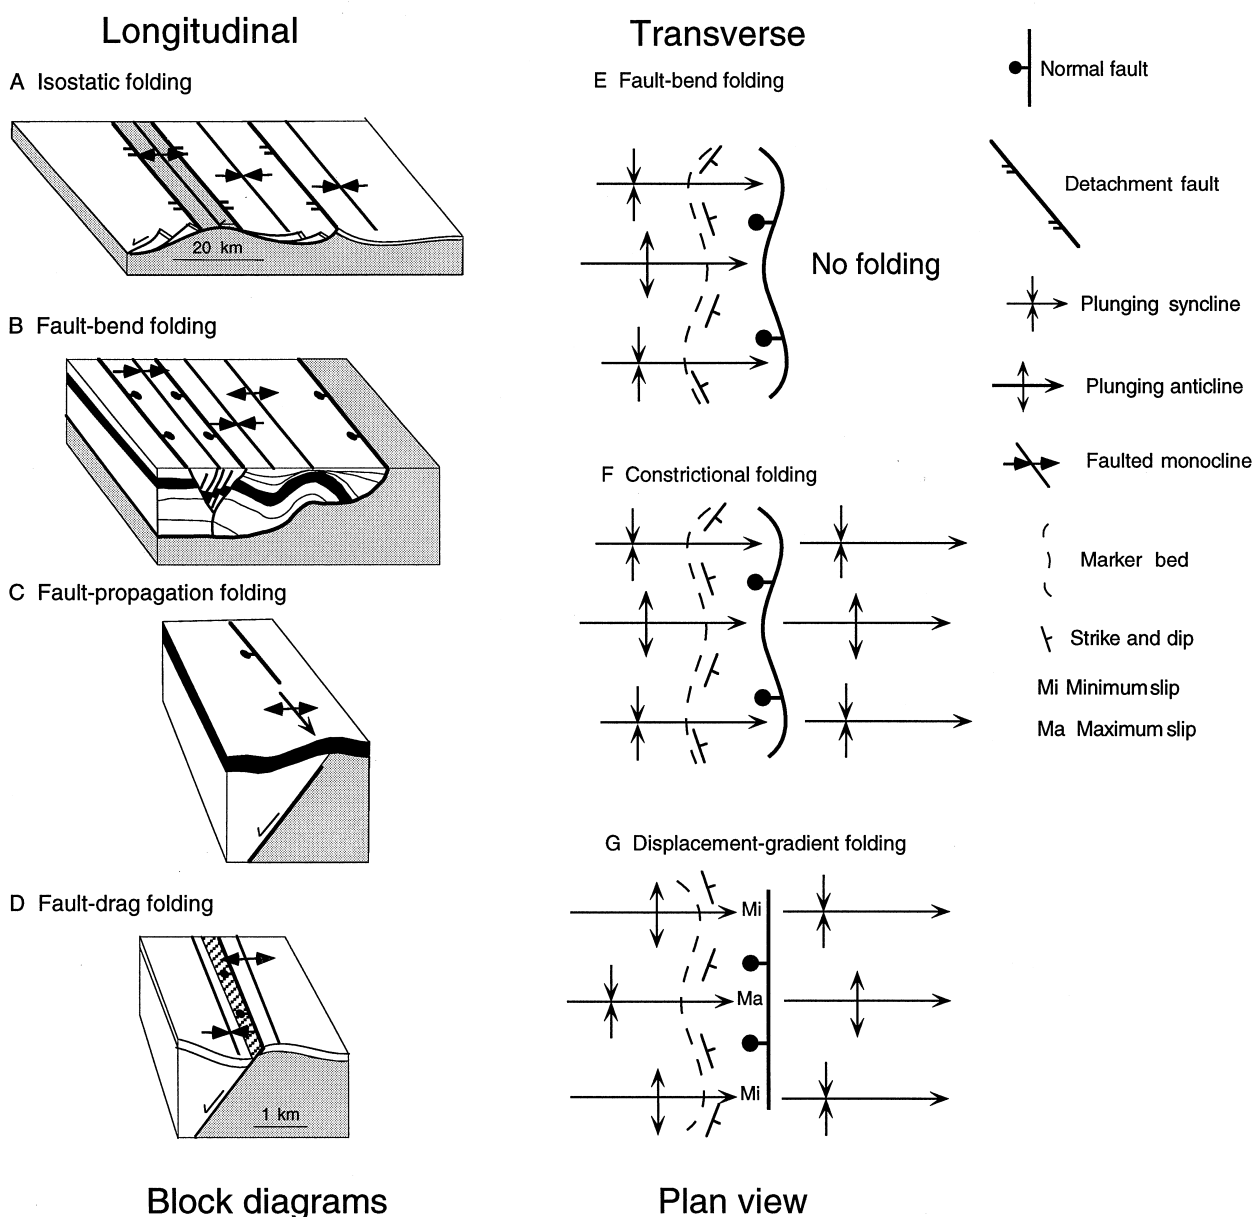 Longitudinal
A Isostatic folding
20 km
B Fault-bend folding
C Fault-propagation folding
D Fault-drag folding
1 km
Block diagrams
Transverse
E Fault-bend folding
No folding
F Constrictional folding
G Displacement-gradient folding
Mi
Ma
Mi
Plan view
Normal fault
Detachment fault
Plunging syncline
Plunging anticline
Faulted monocline
Marker bed
Strike and dip
Mi Minimum slip
Ma Maximum slip